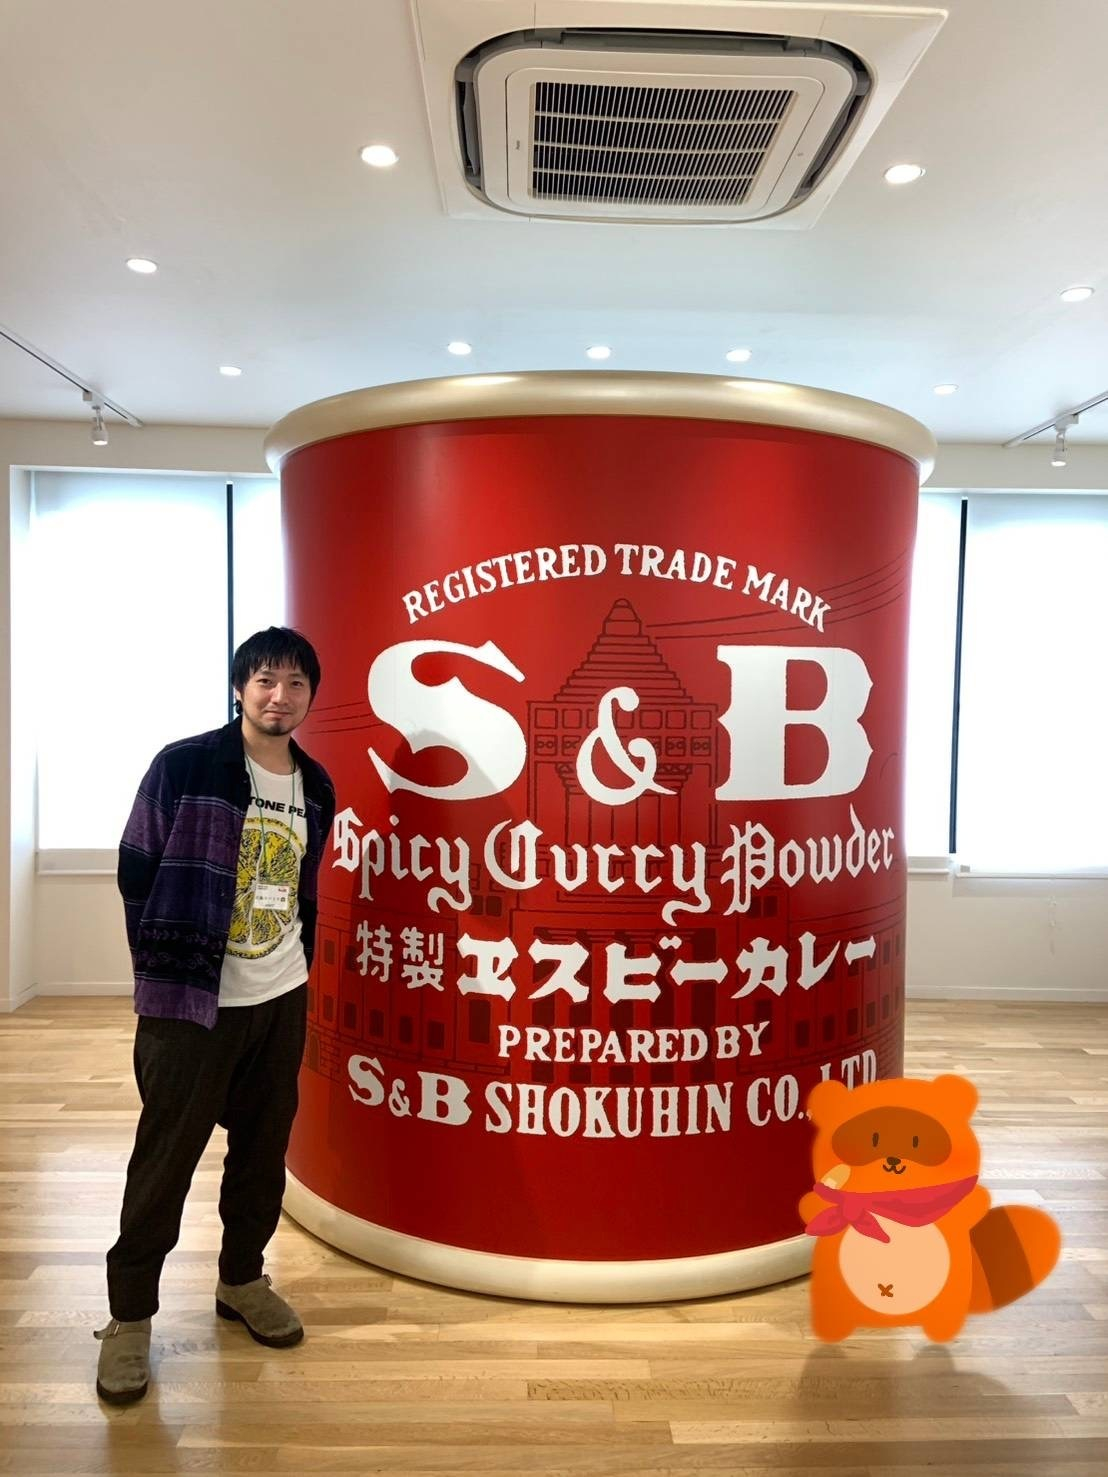 REGISTERED TRADE MARK
S&B
Spicy Curry Powder
特製 ヱスビーカレー
PREPARED BY
S&B SHOKUHIN CO., LTD.
TONE